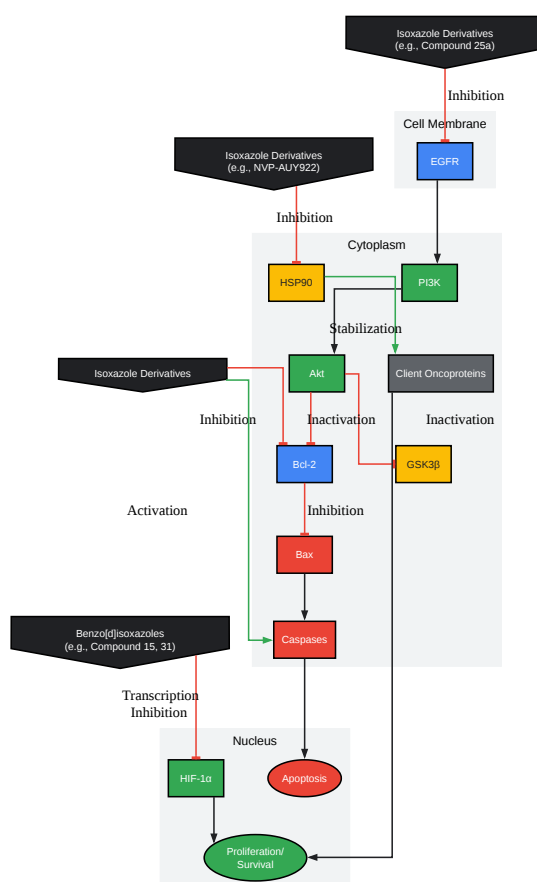 Isoxazole Derivatives
(e.g., Compound 25a)
Inhibition
Cell Membrane
EGFR
Isoxazole Derivatives
(e.g., NVP-AUY922)
Inhibition
Cytoplasm
HSP90
PI3K
Stabilization
Isoxazole Derivatives
Akt
Client Oncoproteins
Inhibition
Inactivation
Inactivation
Bcl-2
GSK3β
Activation
Inhibition
Bax
Benzo[d]isoxazoles
(e.g., Compound 15, 31)
Caspases
Transcription
Inhibition
Nucleus
HIF-1α
Apoptosis
Proliferation/
Survival